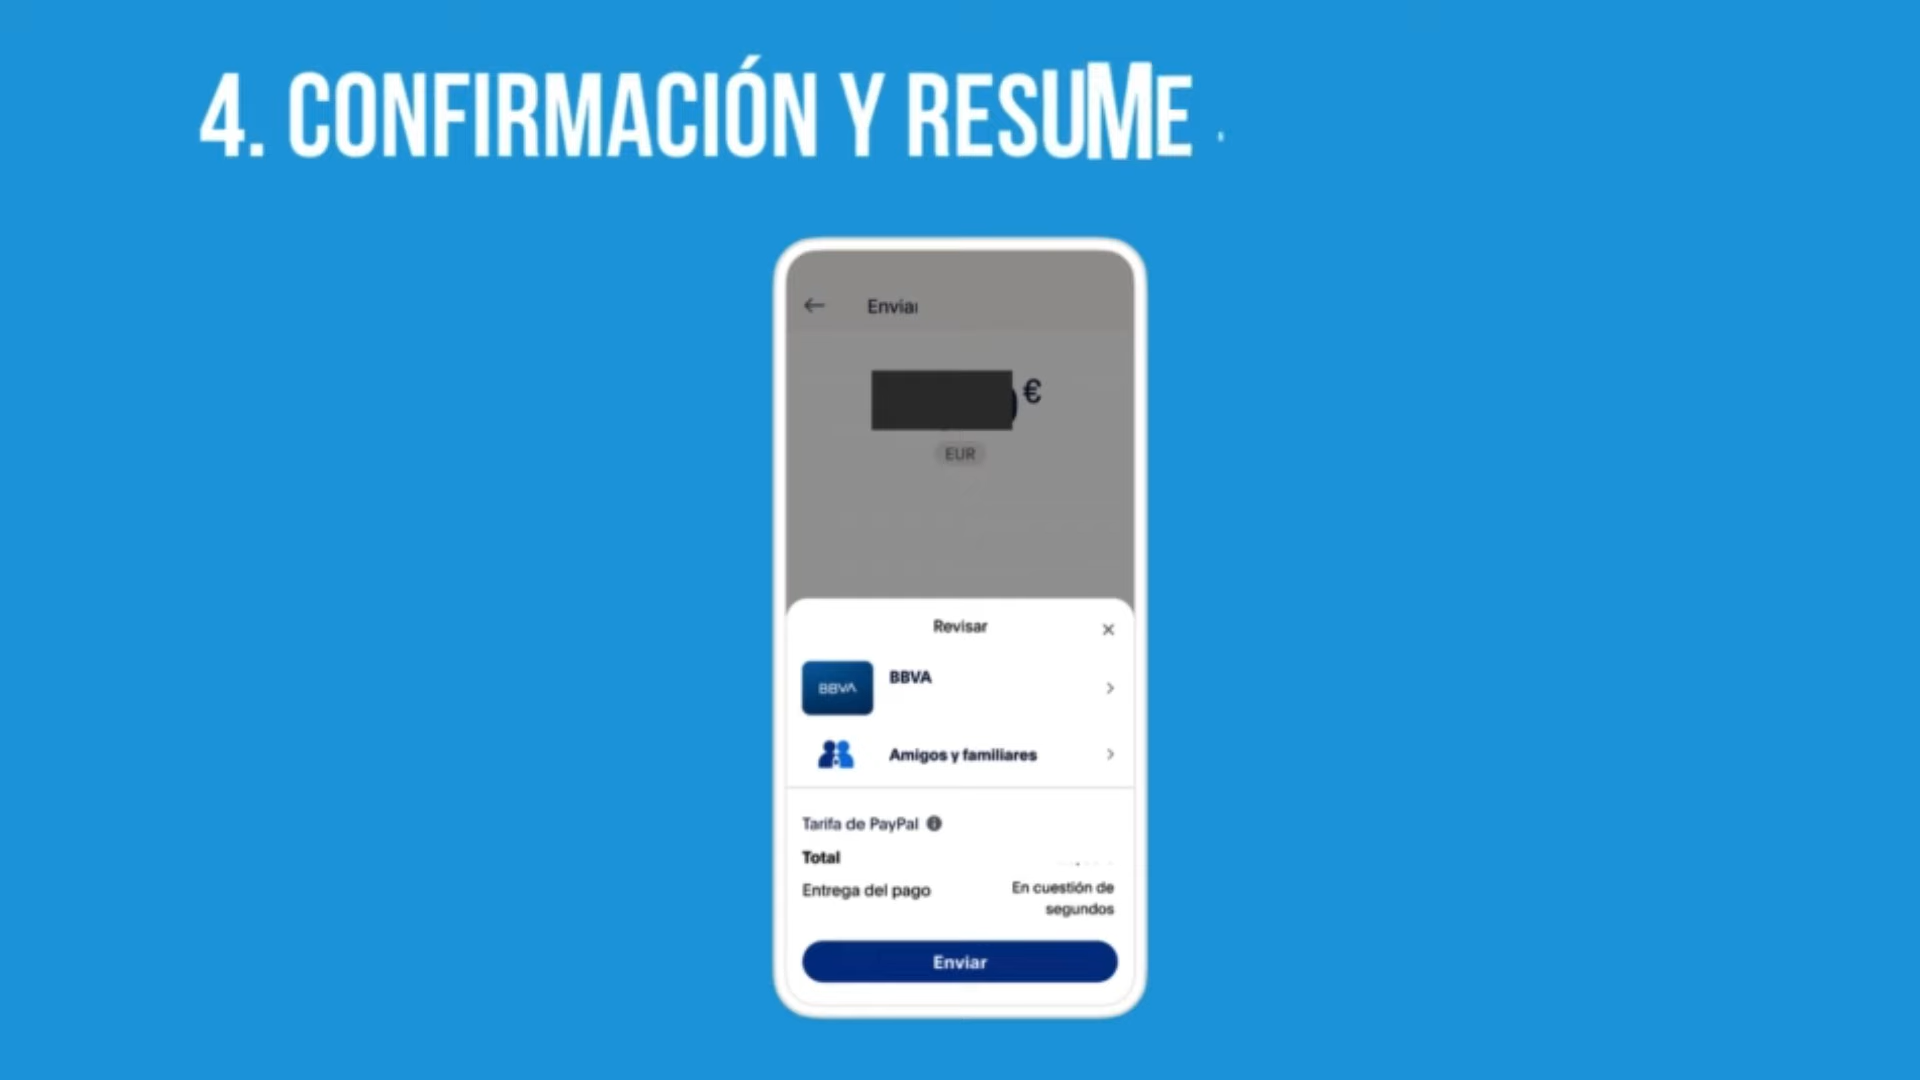 4. CONFIRMACIÓN Y RESUME
Enviar
€
EUR
Revisar
BBVA
BBVA
Amigos y familiares
Tarifa de PayPal
Total
Entrega del pago
En cuestión de
segundos
Enviar